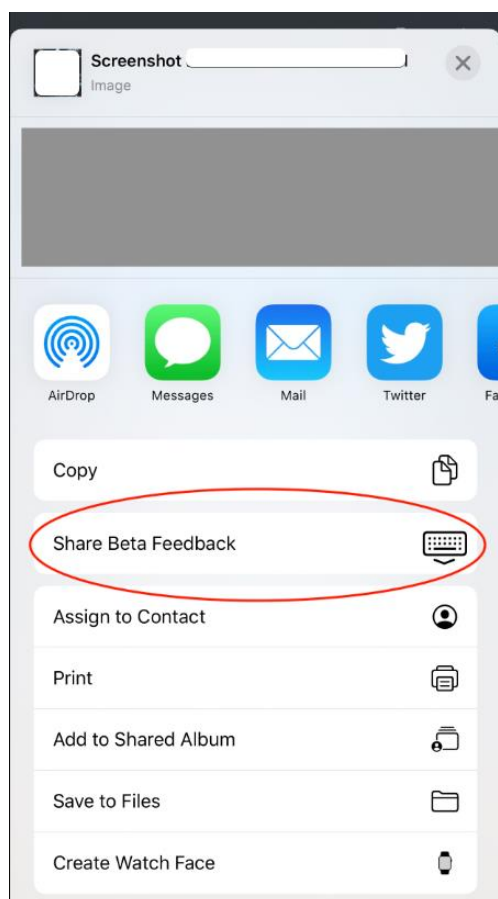 Screenshot
Image
AirDrop
Messages
Mail
Twitter
Fa
Copy
Share Beta Feedback
Assign to Contact
Print
Add to Shared Album
Save to Files
Create Watch Face